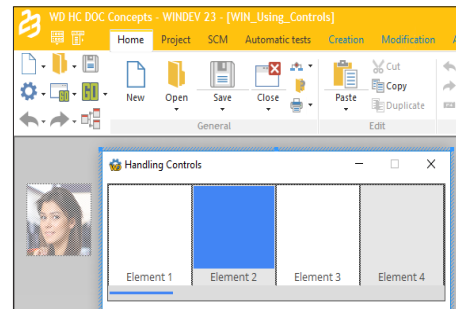 WD HC DOC Concepts - WINDEV 23 - [WIN_Using_Controls]
Home Project SCM Automatic tests Creation Modification
New Open Save Close Paste Cut
Copy
Duplicate
General Edit
Handling Controls
Element 1 Element 2 Element 3 Element 4